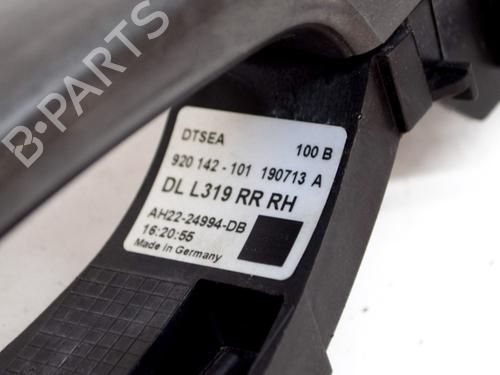 B-PARTS
DTSEA 100 B
920 142 - 101 190713 A
DL L319 RR RH
AH22-24994-DB
16:20:55
Made in Germany